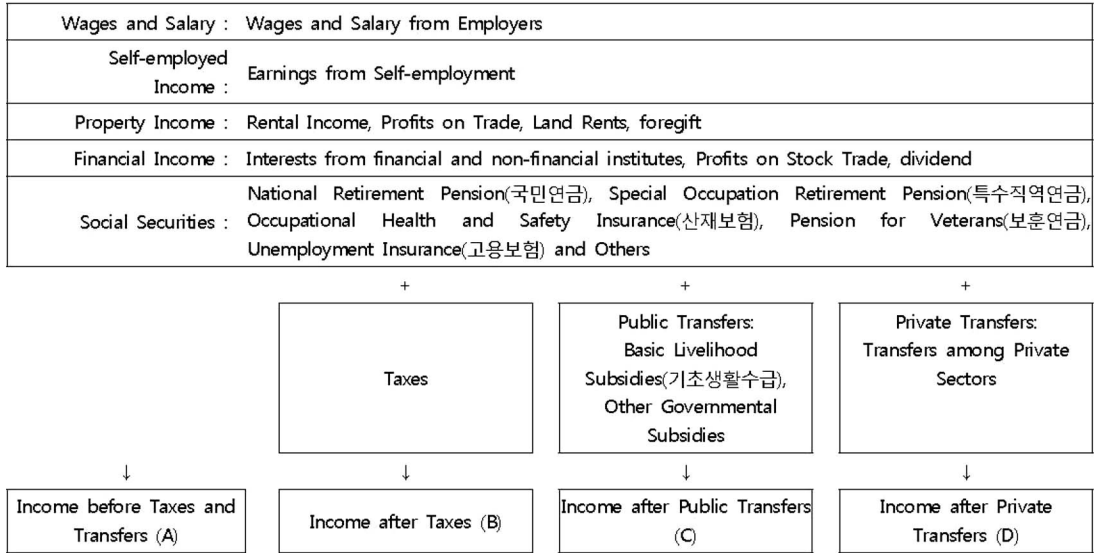 Wages and Salary : Wages and Salary from Employers
Self-employed
Income :
Earnings from Self-employment
Property Income : Rental Income, Profits on Trade, Land Rents, foregift
Financial Income : Interests from financial and non-financial institutes, Profits on Stock Trade, dividend
Social Securities :
National Retirement Pension(국민연금), Special Occupation Retirement Pension(특수직역연금),
Occupational Health and Safety Insurance(산재보험), Pension for Veterans(보훈연금),
Unemployment Insurance(고용보험) and Others
+ + +
Taxes
Public Transfers:
Basic Livelihood
Subsidies(기초생활수급),
Other Governmental
Subsidies
Private Transfers:
Transfers among Private
Sectors
↓ ↓ ↓ ↓
Income before Taxes and
Transfers (A)
Income after Taxes (B)
Income after Public Transfers
(C)
Income after Private
Transfers (D)